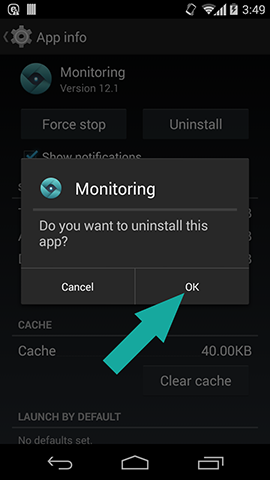 3:49
App info
Monitoring
Version 12.1
Force stop
Uninstall
Show notifications
Monitoring
Do you want to uninstall this
app?
Cancel
OK
CACHE
Cache
40.00KB
Clear cache
LAUNCH BY DEFAULT
No defaults set.